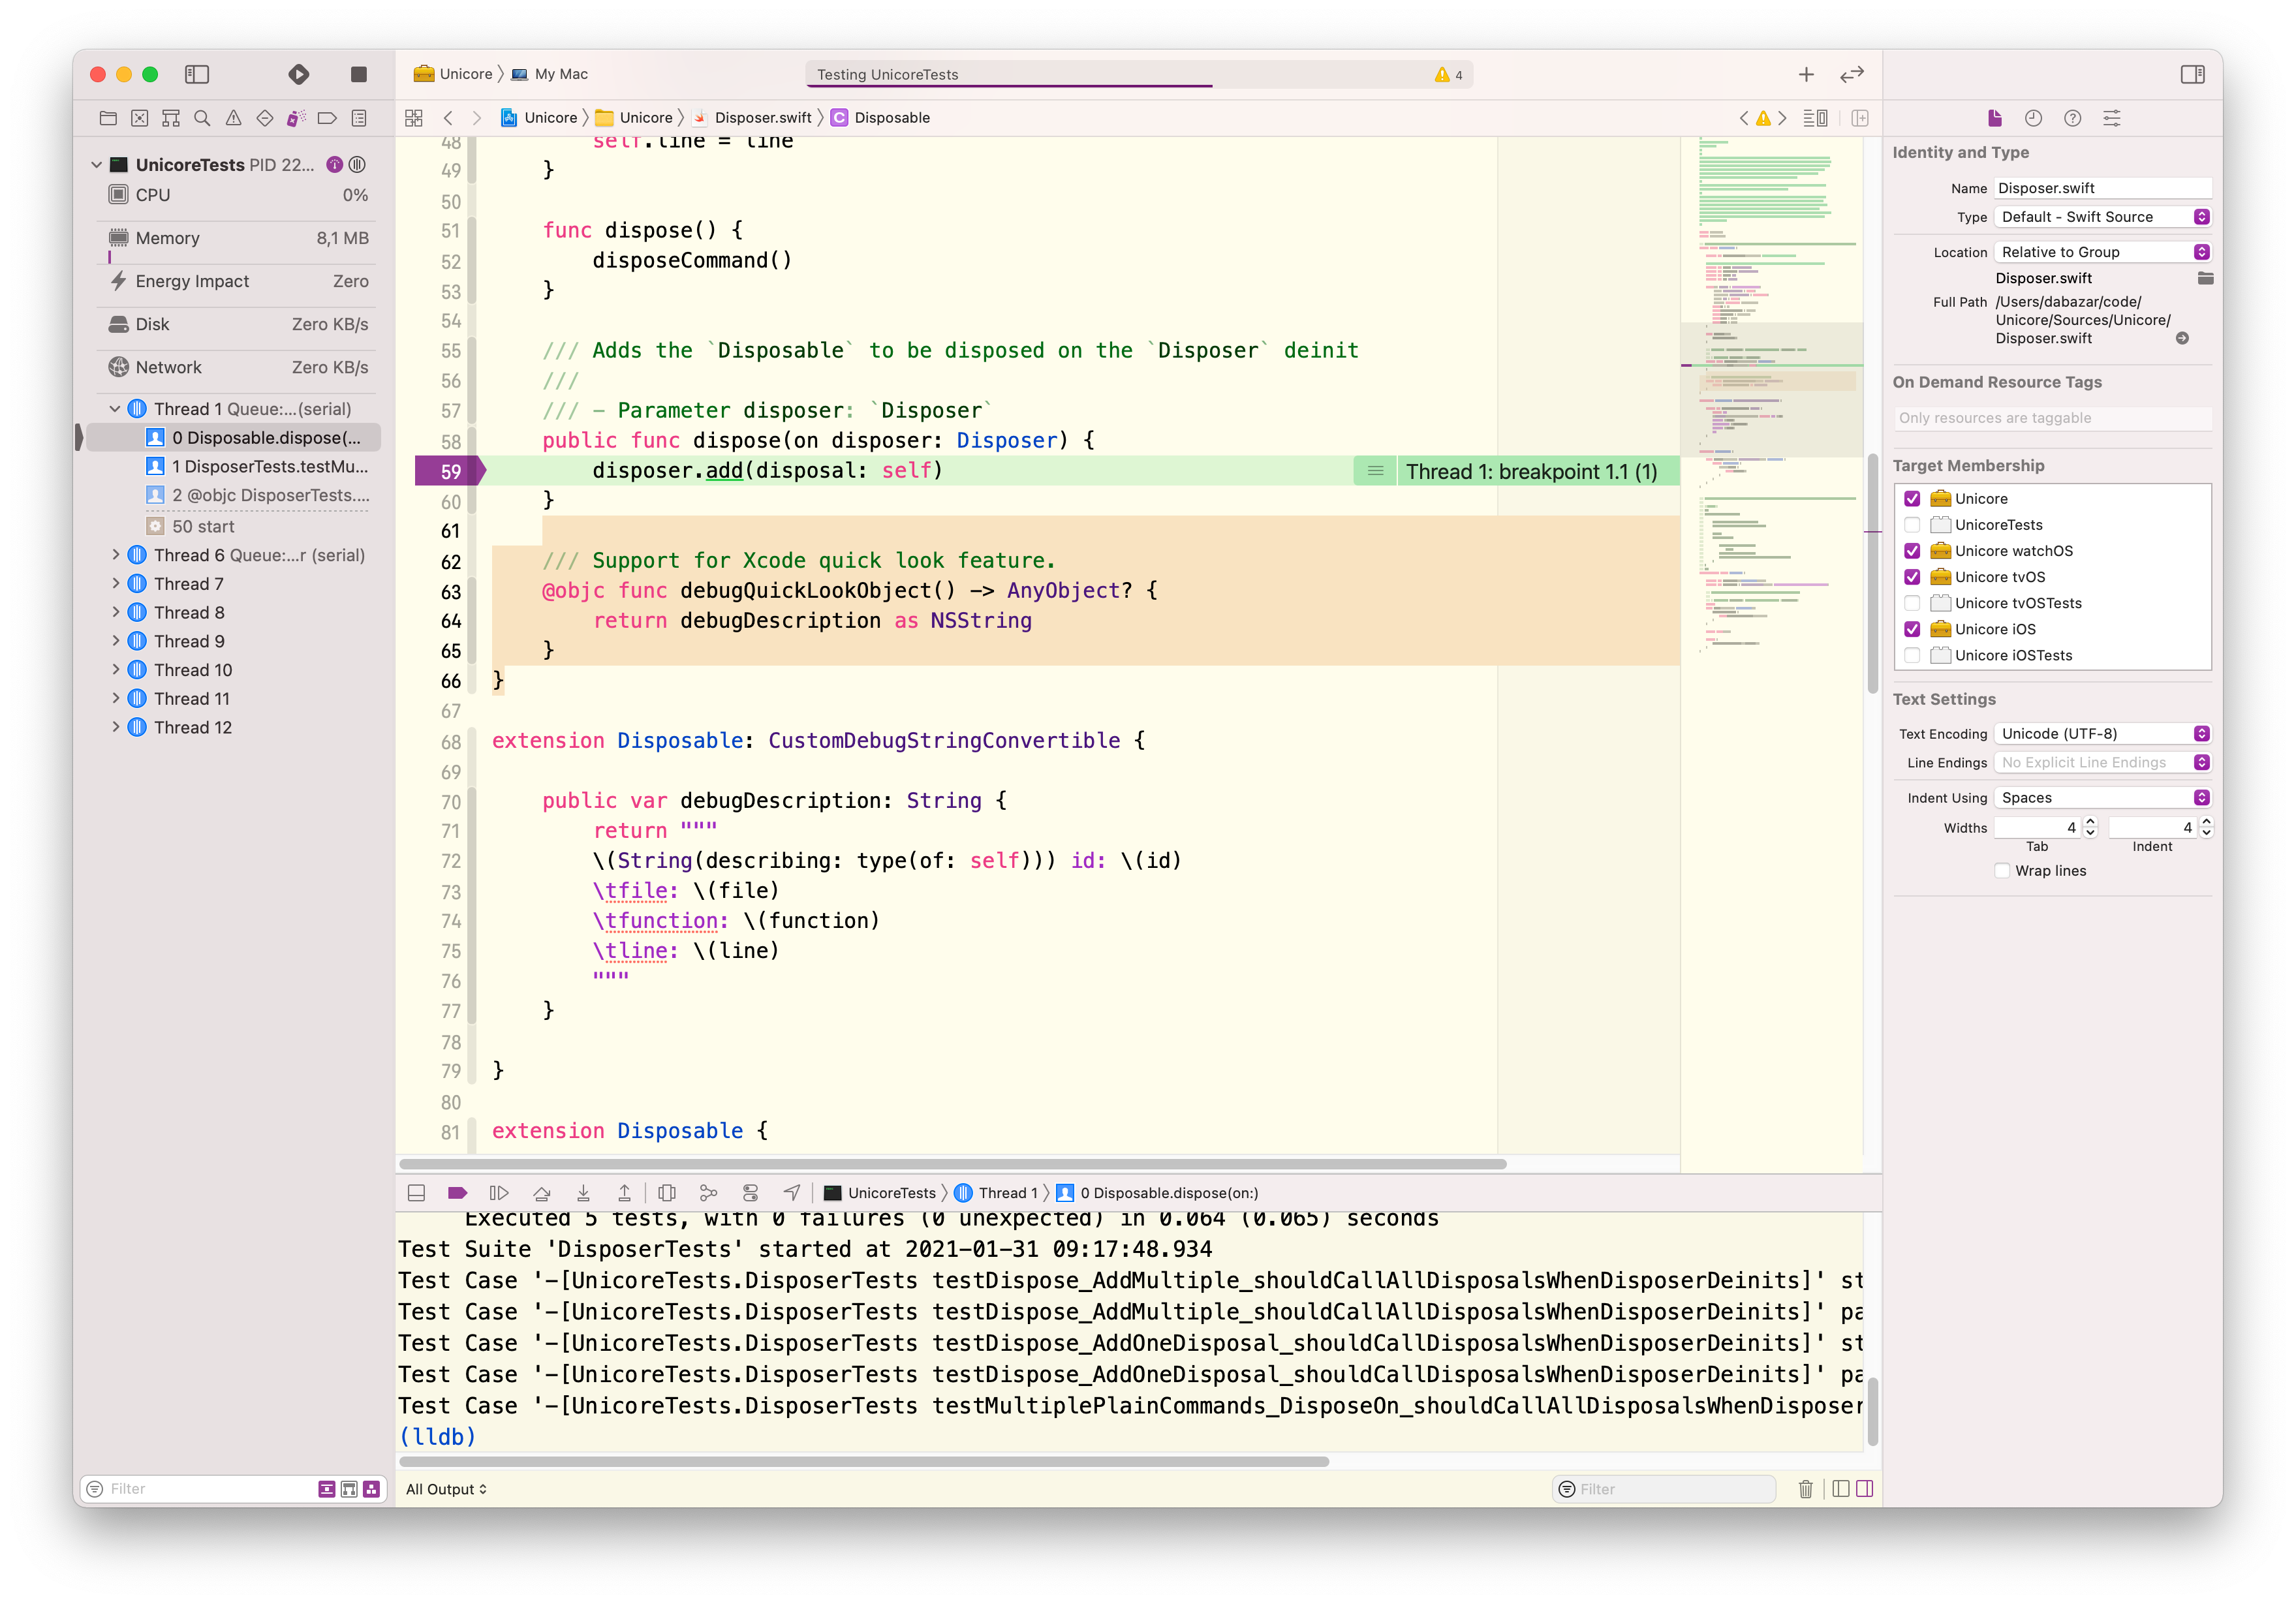 Unicore 〉 My Mac
Testing UnicoreTests
4
UnicoreTests PID 22...
CPU 0%
Memory 8,1 MB
Energy Impact Zero
Disk Zero KB/s
Network Zero KB/s
Thread 1 Queue:...(serial)
0 Disposable.dispose(...
1 DisposerTests.testMu...
2 @objc DisposerTests....
50 start
Thread 6 Queue:...r (serial)
Thread 7
Thread 8
Thread 9
Thread 10
Thread 11
Thread 12
Filter
Unicore 〉 Unicore 〉 Disposer.swift 〉 C Disposable
48 self.line = line
49 }
50
51 func dispose() {
52 disposeCommand()
53 }
54
55 /// Adds the `Disposable` to be disposed on the `Disposer` deinit
56 ///
57 /// - Parameter disposer: `Disposer`
58 public func dispose(on disposer: Disposer) {
59 disposer.add(disposal: self) Thread 1: breakpoint 1.1 (1)
60 }
61
62 /// Support for Xcode quick look feature.
63 @objc func debugQuickLookObject() -> AnyObject? {
64 return debugDescription as NSString
65 }
66 }
67
68 extension Disposable: CustomDebugStringConvertible {
69
70 public var debugDescription: String {
71 return """
72 \(String(describing: type(of: self))) id: \(id)
73 \tfile: \(file)
74 \tfunction: \(function)
75 \tline: \(line)
76 """
77 }
78
79 }
80
81 extension Disposable {
UnicoreTests 〉 Thread 1 〉 0 Disposable.dispose(on:)
Executed 5 tests, with 0 failures (0 unexpected) in 0.064 (0.065) seconds
Test Suite 'DisposerTests' started at 2021-01-31 09:17:48.934
Test Case '-[UnicoreTests.DisposerTests testDispose_AddMultiple_shouldCallAllDisposalsWhenDisposerDeinits]' st
Test Case '-[UnicoreTests.DisposerTests testDispose_AddMultiple_shouldCallAllDisposalsWhenDisposerDeinits]' pa
Test Case '-[UnicoreTests.DisposerTests testDispose_AddOneDisposal_shouldCallDisposalsWhenDisposerDeinits]' st
Test Case '-[UnicoreTests.DisposerTests testDispose_AddOneDisposal_shouldCallDisposalsWhenDisposerDeinits]' pa
Test Case '-[UnicoreTests.DisposerTests testMultiplePlainCommands_DisposeOn_shouldCallAllDisposalsWhenDisposer
(lldb)
All Output
Filter
Identity and Type
Name Disposer.swift
Type Default - Swift Source
Location Relative to Group
Disposer.swift
Full Path /Users/dabazar/code/
Unicore/Sources/Unicore/
Disposer.swift
On Demand Resource Tags
Only resources are taggable
Target Membership
Unicore
UnicoreTests
Unicore watchOS
Unicore tvOS
Unicore tvOSTests
Unicore iOS
Unicore iOSTests
Text Settings
Text Encoding Unicode (UTF-8)
Line Endings No Explicit Line Endings
Indent Using Spaces
Widths 4 4
Tab Indent
Wrap lines